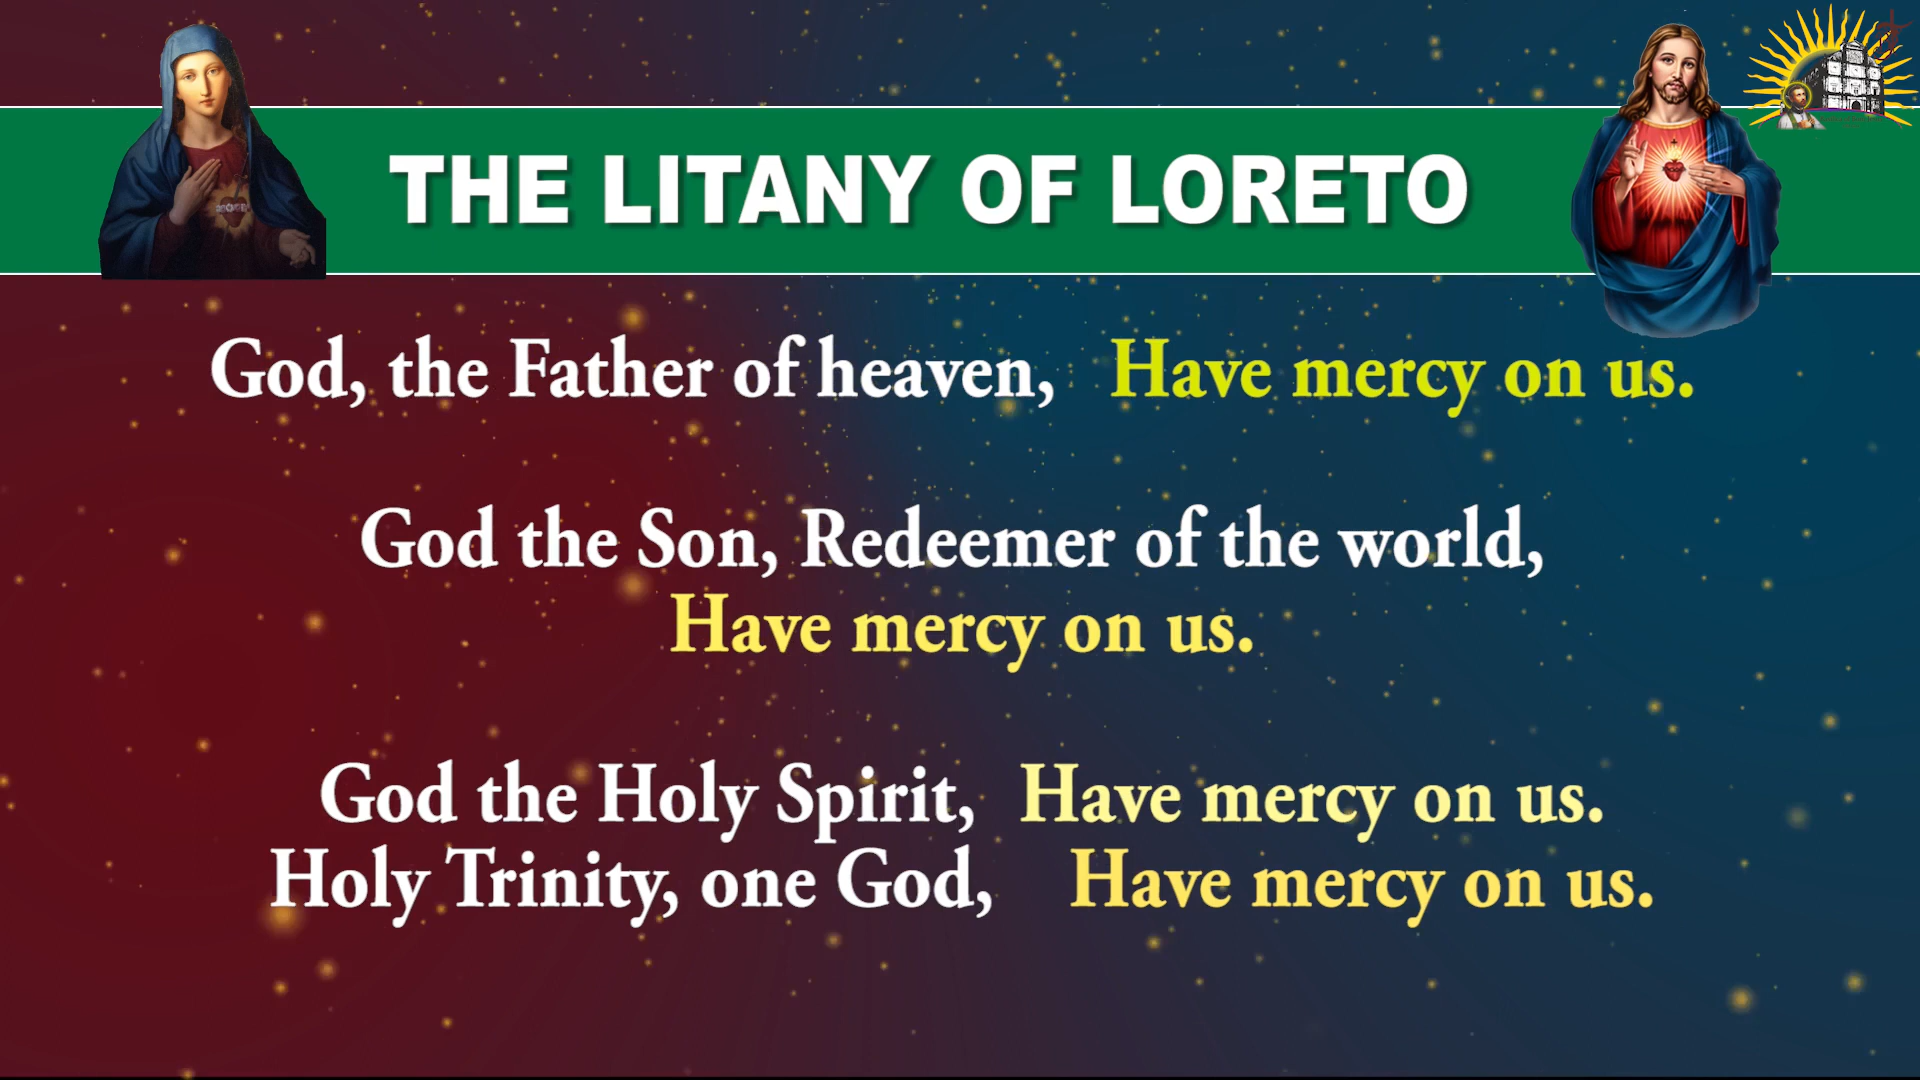 THE LITANY OF LORETO
God, the Father of heaven, Have mercy on us.
God the Son, Redeemer of the world,
Have mercy on us.
God the Holy Spirit, Have mercy on us.
Holy Trinity, one God, Have mercy on us.